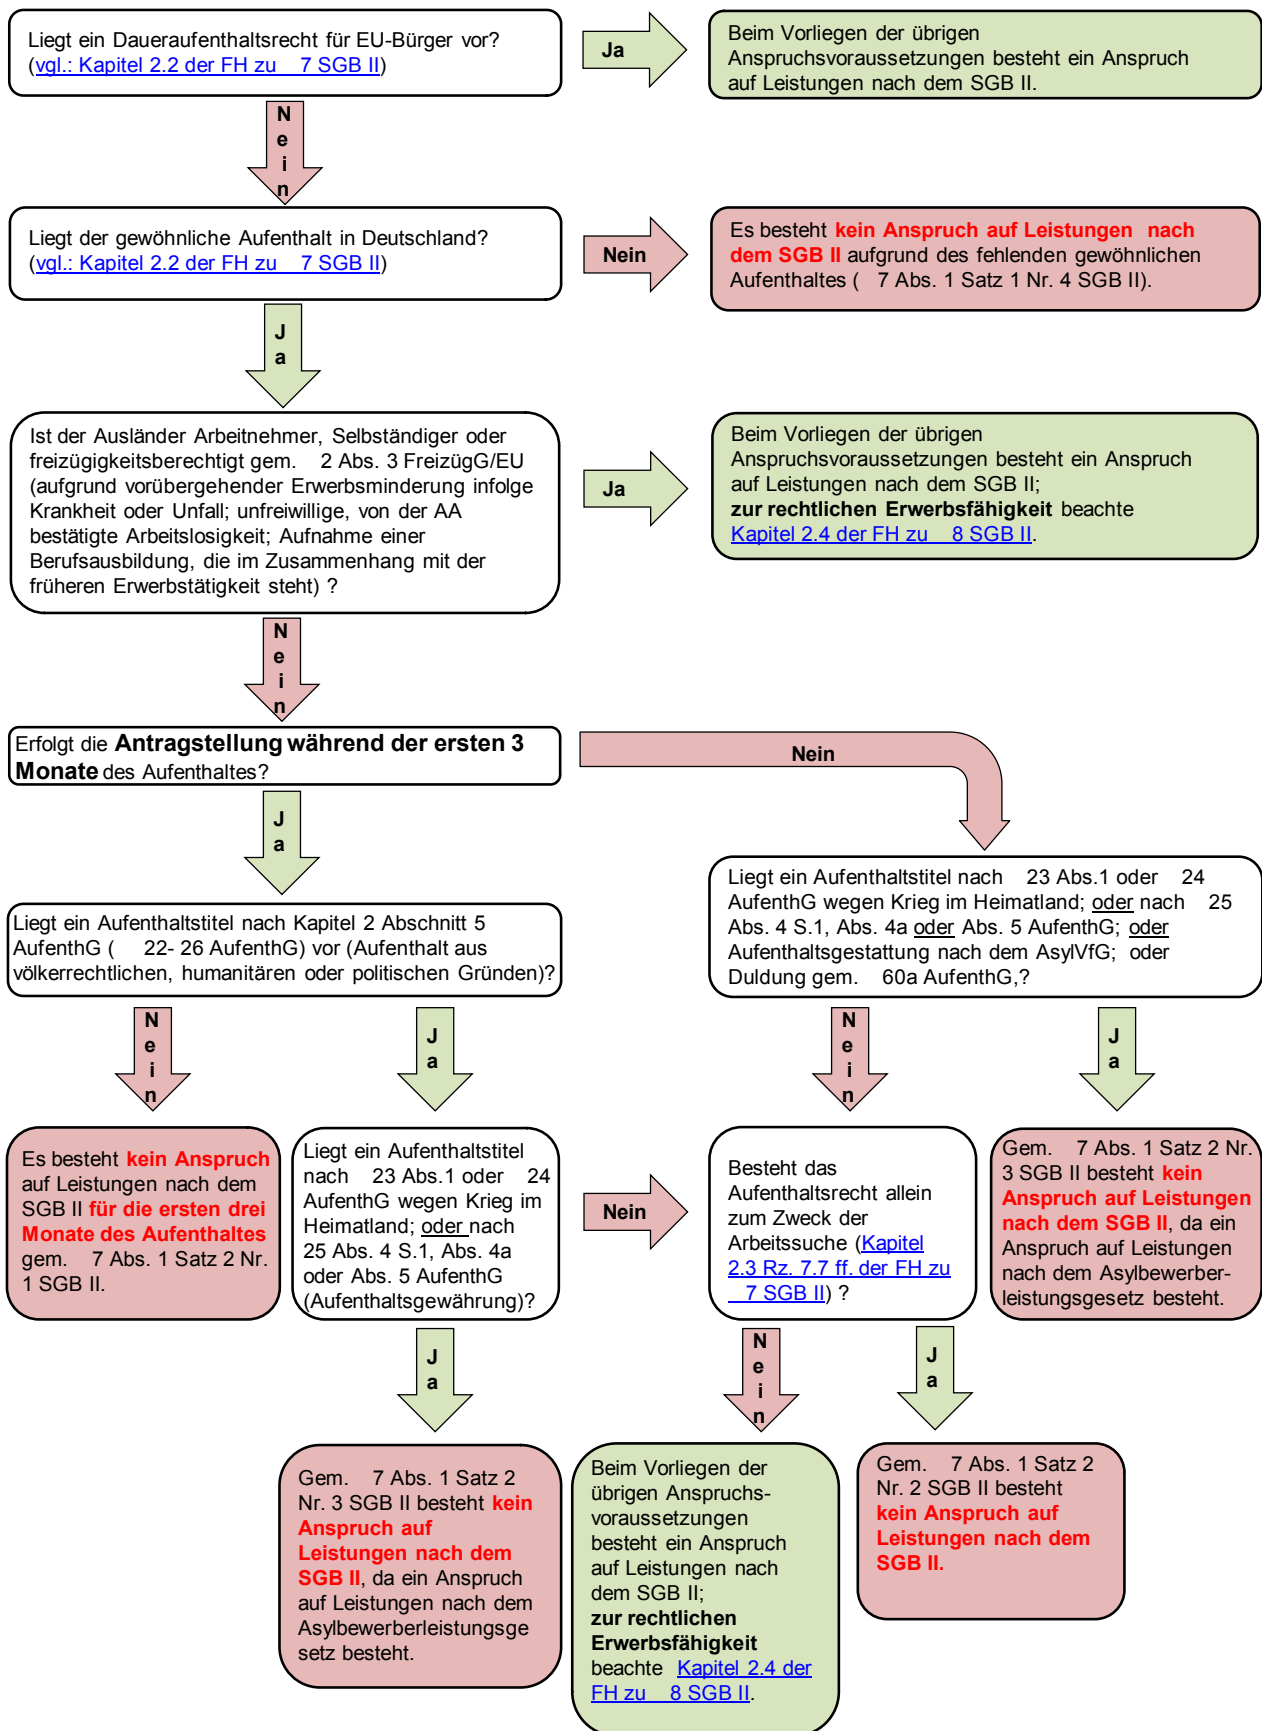 Liegt ein Daueraufenthaltsrecht für EU-Bürger vor?
(vgl.: Kapitel 2.2 der FH zu 7 SGB II)
Ja
Beim Vorliegen der übrigen
Anspruchsvoraussetzungen besteht ein Anspruch
auf Leistungen nach dem SGB II.
Nein
Liegt der gewöhnliche Aufenthalt in Deutschland?
(vgl.: Kapitel 2.2 der FH zu 7 SGB II)
Nein
Es besteht kein Anspruch auf Leistungen nach
dem SGB II aufgrund des fehlenden gewöhnlichen
Aufenthaltes ( 7 Abs. 1 Satz 1 Nr. 4 SGB II).
Ja
Ist der Ausländer Arbeitnehmer, Selbständiger oder
freizügigkeitsberechtigt gem. 2 Abs. 3 FreizügG/EU
(aufgrund vorübergehender Erwerbsminderung infolge
Krankheit oder Unfall; unfreiwillige, von der AA
bestätigte Arbeitslosigkeit; Aufnahme einer
Berufsausbildung, die im Zusammenhang mit der
früheren Erwerbstätigkeit steht) ?
Ja
Beim Vorliegen der übrigen
Anspruchsvoraussetzungen besteht ein Anspruch
auf Leistungen nach dem SGB II;
zur rechtlichen Erwerbsfähigkeit beachte
Kapitel 2.4 der FH zu 8 SGB II.
Nein
Erfolgt die Antragstellung während der ersten 3
Monate des Aufenthaltes?
Nein
Ja
Liegt ein Aufenthaltstitel nach 23 Abs.1 oder 24
AufenthG wegen Krieg im Heimatland; oder nach 25
Abs. 4 S.1, Abs. 4a oder Abs. 5 AufenthG; oder
Aufenthaltsgestattung nach dem AsylVfG; oder
Duldung gem. 60a AufenthG,?
Liegt ein Aufenthaltstitel nach Kapitel 2 Abschnitt 5
AufenthG ( 22- 26 AufenthG) vor (Aufenthalt aus
völkerrechtlichen, humanitären oder politischen Gründen)?
Nein
Ja
Nein
Ja
Es besteht kein Anspruch
auf Leistungen nach dem
SGB II für die ersten drei
Monate des Aufenthaltes
gem. 7 Abs. 1 Satz 2 Nr.
1 SGB II.
Liegt ein Aufenthaltstitel
nach 23 Abs.1 oder 24
AufenthG wegen Krieg im
Heimatland; oder nach
25 Abs. 4 S.1, Abs. 4a
oder Abs. 5 AufenthG
(Aufenthaltsgewährung)?
Nein
Besteht das
Aufenthaltsrecht allein
zum Zweck der
Arbeitssuche (Kapitel
2.3 Rz. 7.7 ff. der FH zu
7 SGB II) ?
Gem. 7 Abs. 1 Satz 2 Nr.
3 SGB II besteht kein
Anspruch auf Leistungen
nach dem SGB II, da ein
Anspruch auf Leistungen
nach dem Asylbewerber-
leistungsgesetz besteht.
Ja
Nein
Ja
Gem. 7 Abs. 1 Satz 2
Nr. 3 SGB II besteht kein
Anspruch auf
Leistungen nach dem
SGB II, da ein Anspruch
auf Leistungen nach dem
Asylbewerberleistungsge
setz besteht.
Beim Vorliegen der
übrigen Anspruchs-
voraussetzungen
besteht ein Anspruch
auf Leistungen nach
dem SGB II;
zur rechtlichen
Erwerbsfähigkeit
beachte Kapitel 2.4 der
FH zu 8 SGB II.
Gem. 7 Abs. 1 Satz 2
Nr. 2 SGB II besteht
kein Anspruch auf
Leistungen nach dem
SGB II.